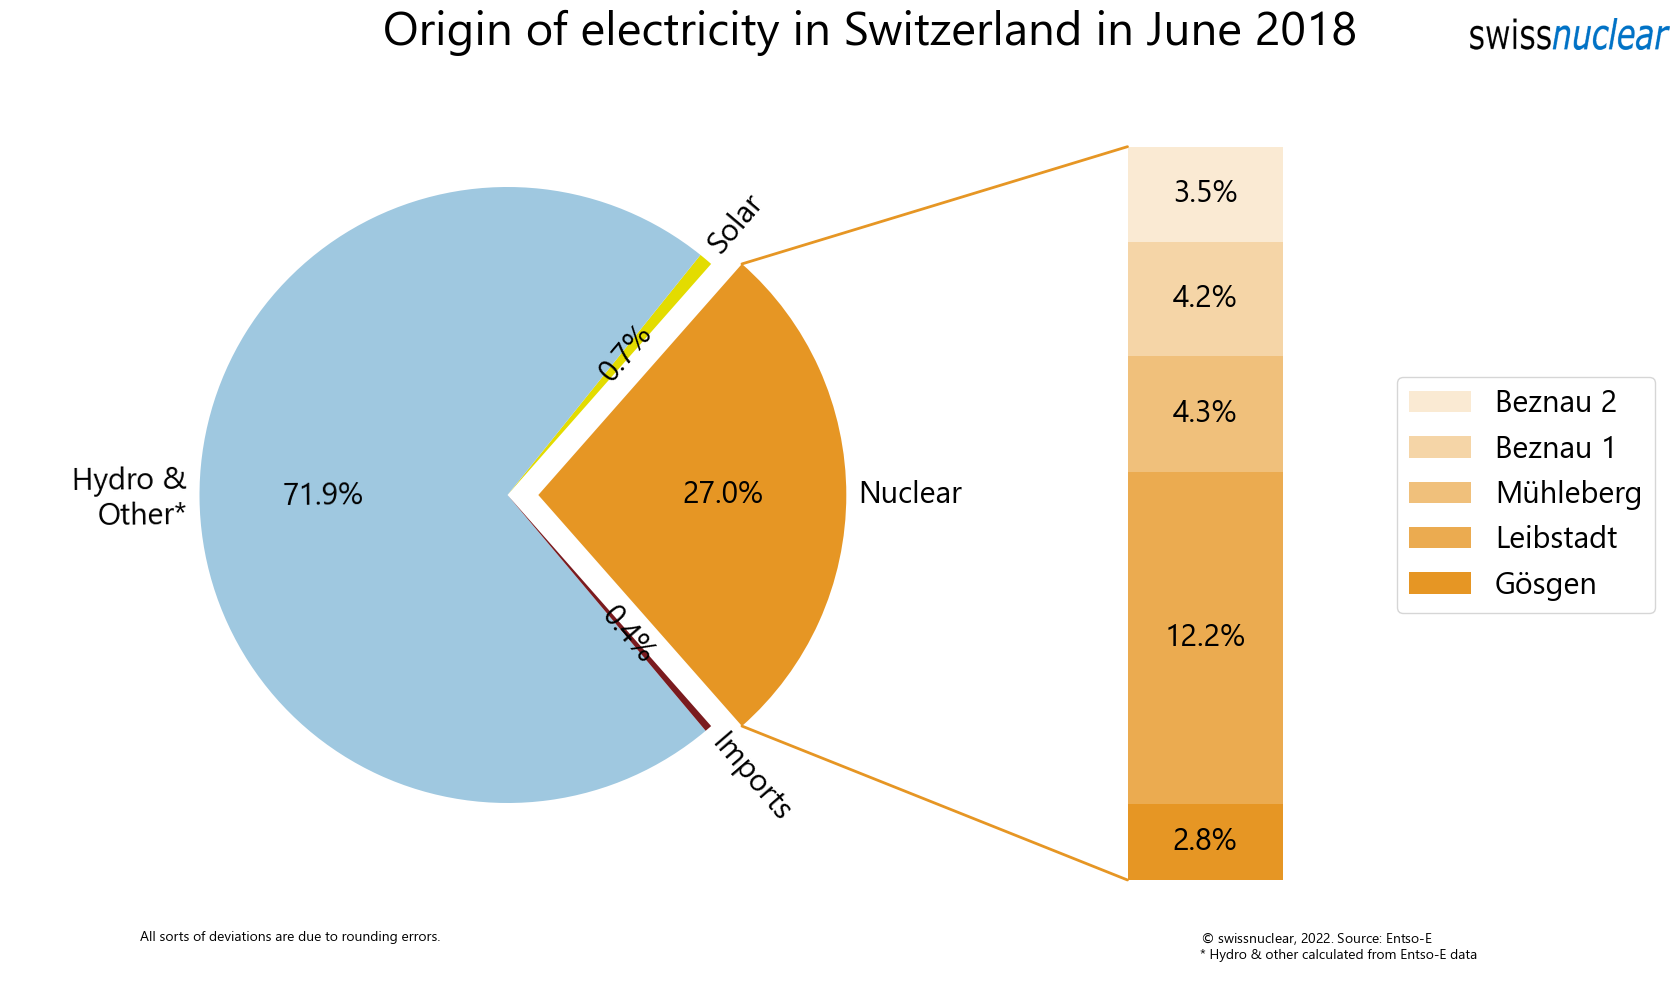 Origin of electricity in Switzerland in June 2018
swissnuclear
Solar
0.7%
Hydro &
Other*
71.9%
27.0%
Nuclear
0.4%
Imports
3.5%
4.2%
4.3%
12.2%
2.8%
Beznau 2
Beznau 1
Mühleberg
Leibstadt
Gösgen
All sorts of deviations are due to rounding errors.
© swissnuclear, 2022. Source: Entso-E
* Hydro & other calculated from Entso-E data